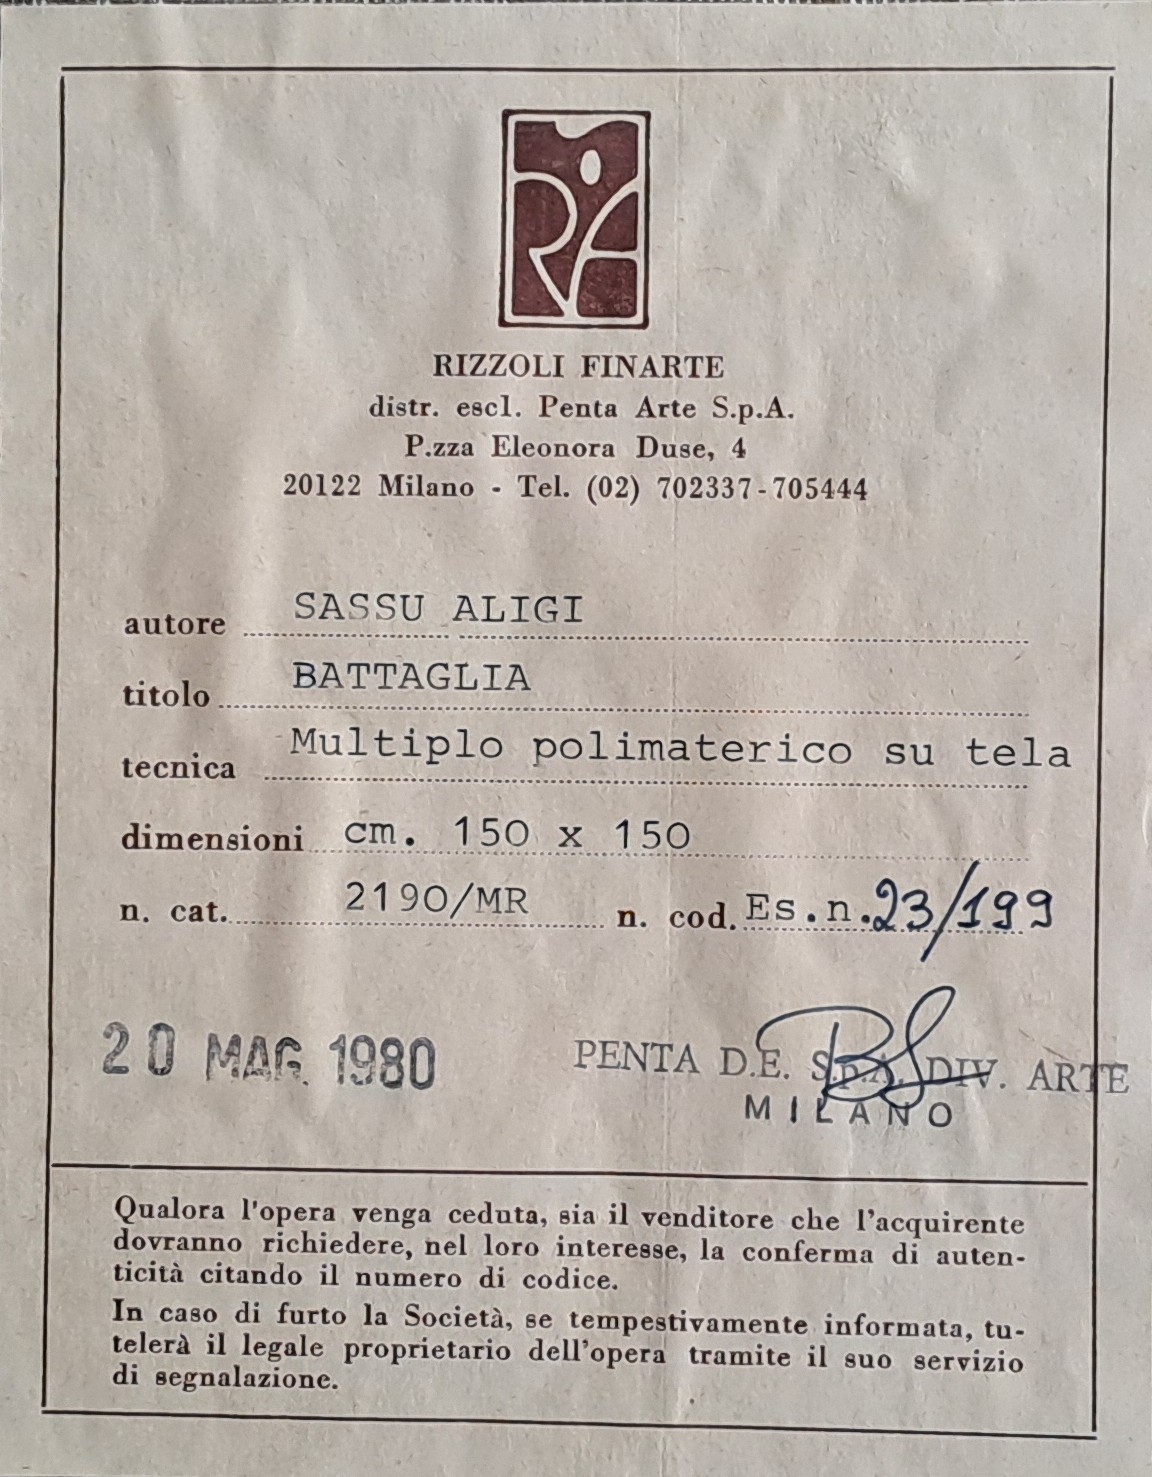 RA
RIZZOLI FINARTE
distr. escl. Penta Arte S.p.A.
P.zza Eleonora Duse, 4
20122 Milano - Tel. (02) 702337-705444
autore SASSU ALIGI
titolo BATTAGLIA
tecnica Multiplo polimaterico su tela
dimensioni cm. 150 x 150
n. cat. 2190/MR n. cod. Es.n.23/199
20 MAG. 1980
PENTA D.E. S.p.A. DIV. ARTE
MILANO
Qualora l'opera venga ceduta, sia il venditore che l'acquirente
dovranno richiedere, nel loro interesse, la conferma di auten-
ticità citando il numero di codice.
In caso di furto la Società, se tempestivamente informata, tu-
telerà il legale proprietario dell'opera tramite il suo servizio
di segnalazione.